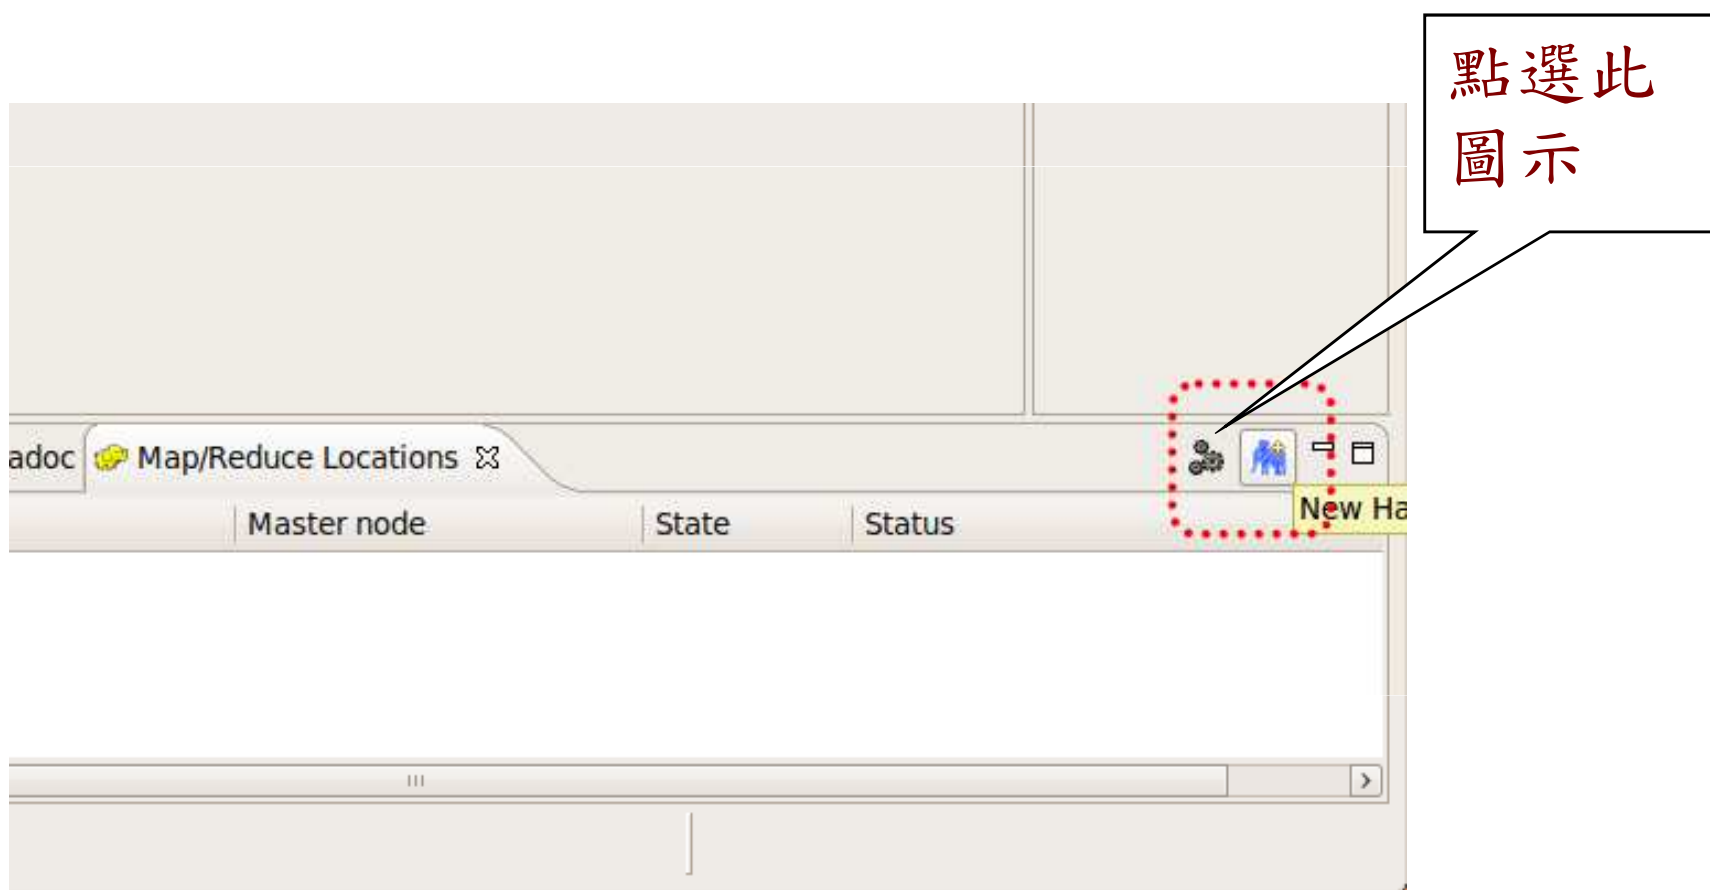 點選此
圖示
adoc Map/Reduce Locations
New Ha
Master node State Status